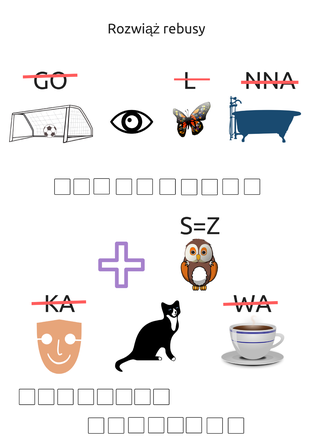 Rozwiąż rebusy
GO L NNA
S=Z
KA WA